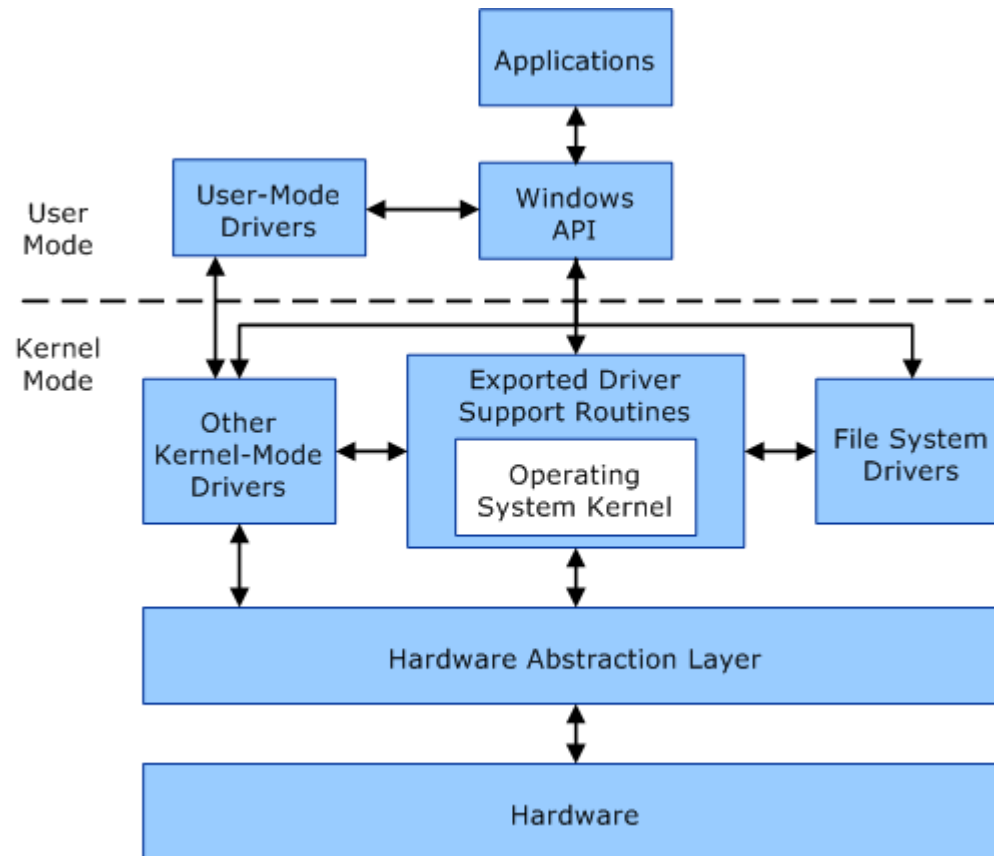 Applications
User-Mode
Drivers
Windows
API
User
Mode
Kernel
Mode
Other
Kernel-Mode
Drivers
Exported Driver
Support Routines
Operating
System Kernel
File System
Drivers
Hardware Abstraction Layer
Hardware